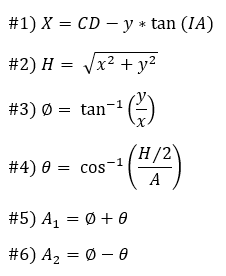 #1) X = CD − y * tan (IA)
#2) H = √(x² + y²)
#3) Ø = tan⁻¹ (y/x)
#4) θ = cos⁻¹ ((H/2)/A)
#5) A₁ = Ø + θ
#6) A₂ = Ø − θ